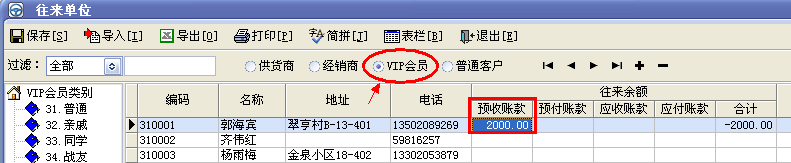 往来单位
保存[S] 导入[I] 导出[O] 打印[P] 简拼[J] 表栏[B] 退出[E]
过滤: 全部 供货商 经销商 VIP会员 普通客户
VIP会员类别
31.普通
32.亲戚
33.同学
34.战友
编码 名称 地址 电话 往来余额
预收账款 预付账款 应收账款 应付账款 合计
310001 郭海宾 翠亨村B-13-401 13502089269 2000.00 -2000.00
310002 齐伟红 59816257
310003 杨雨梅 金泉小区18-402 13302053879